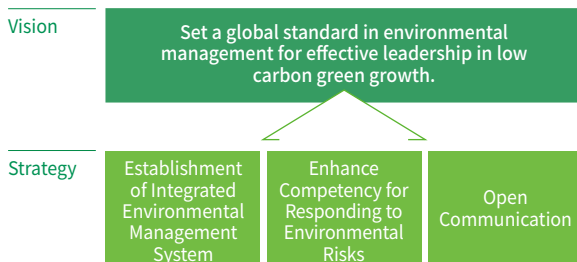 Vision
Set a global standard in environmental
management for effective leadership in low
carbon green growth.
Strategy
Establishment
of Integrated
Environmental
Management
System
Enhance
Competency for
Responding to
Environmental
Risks
Open
Communication